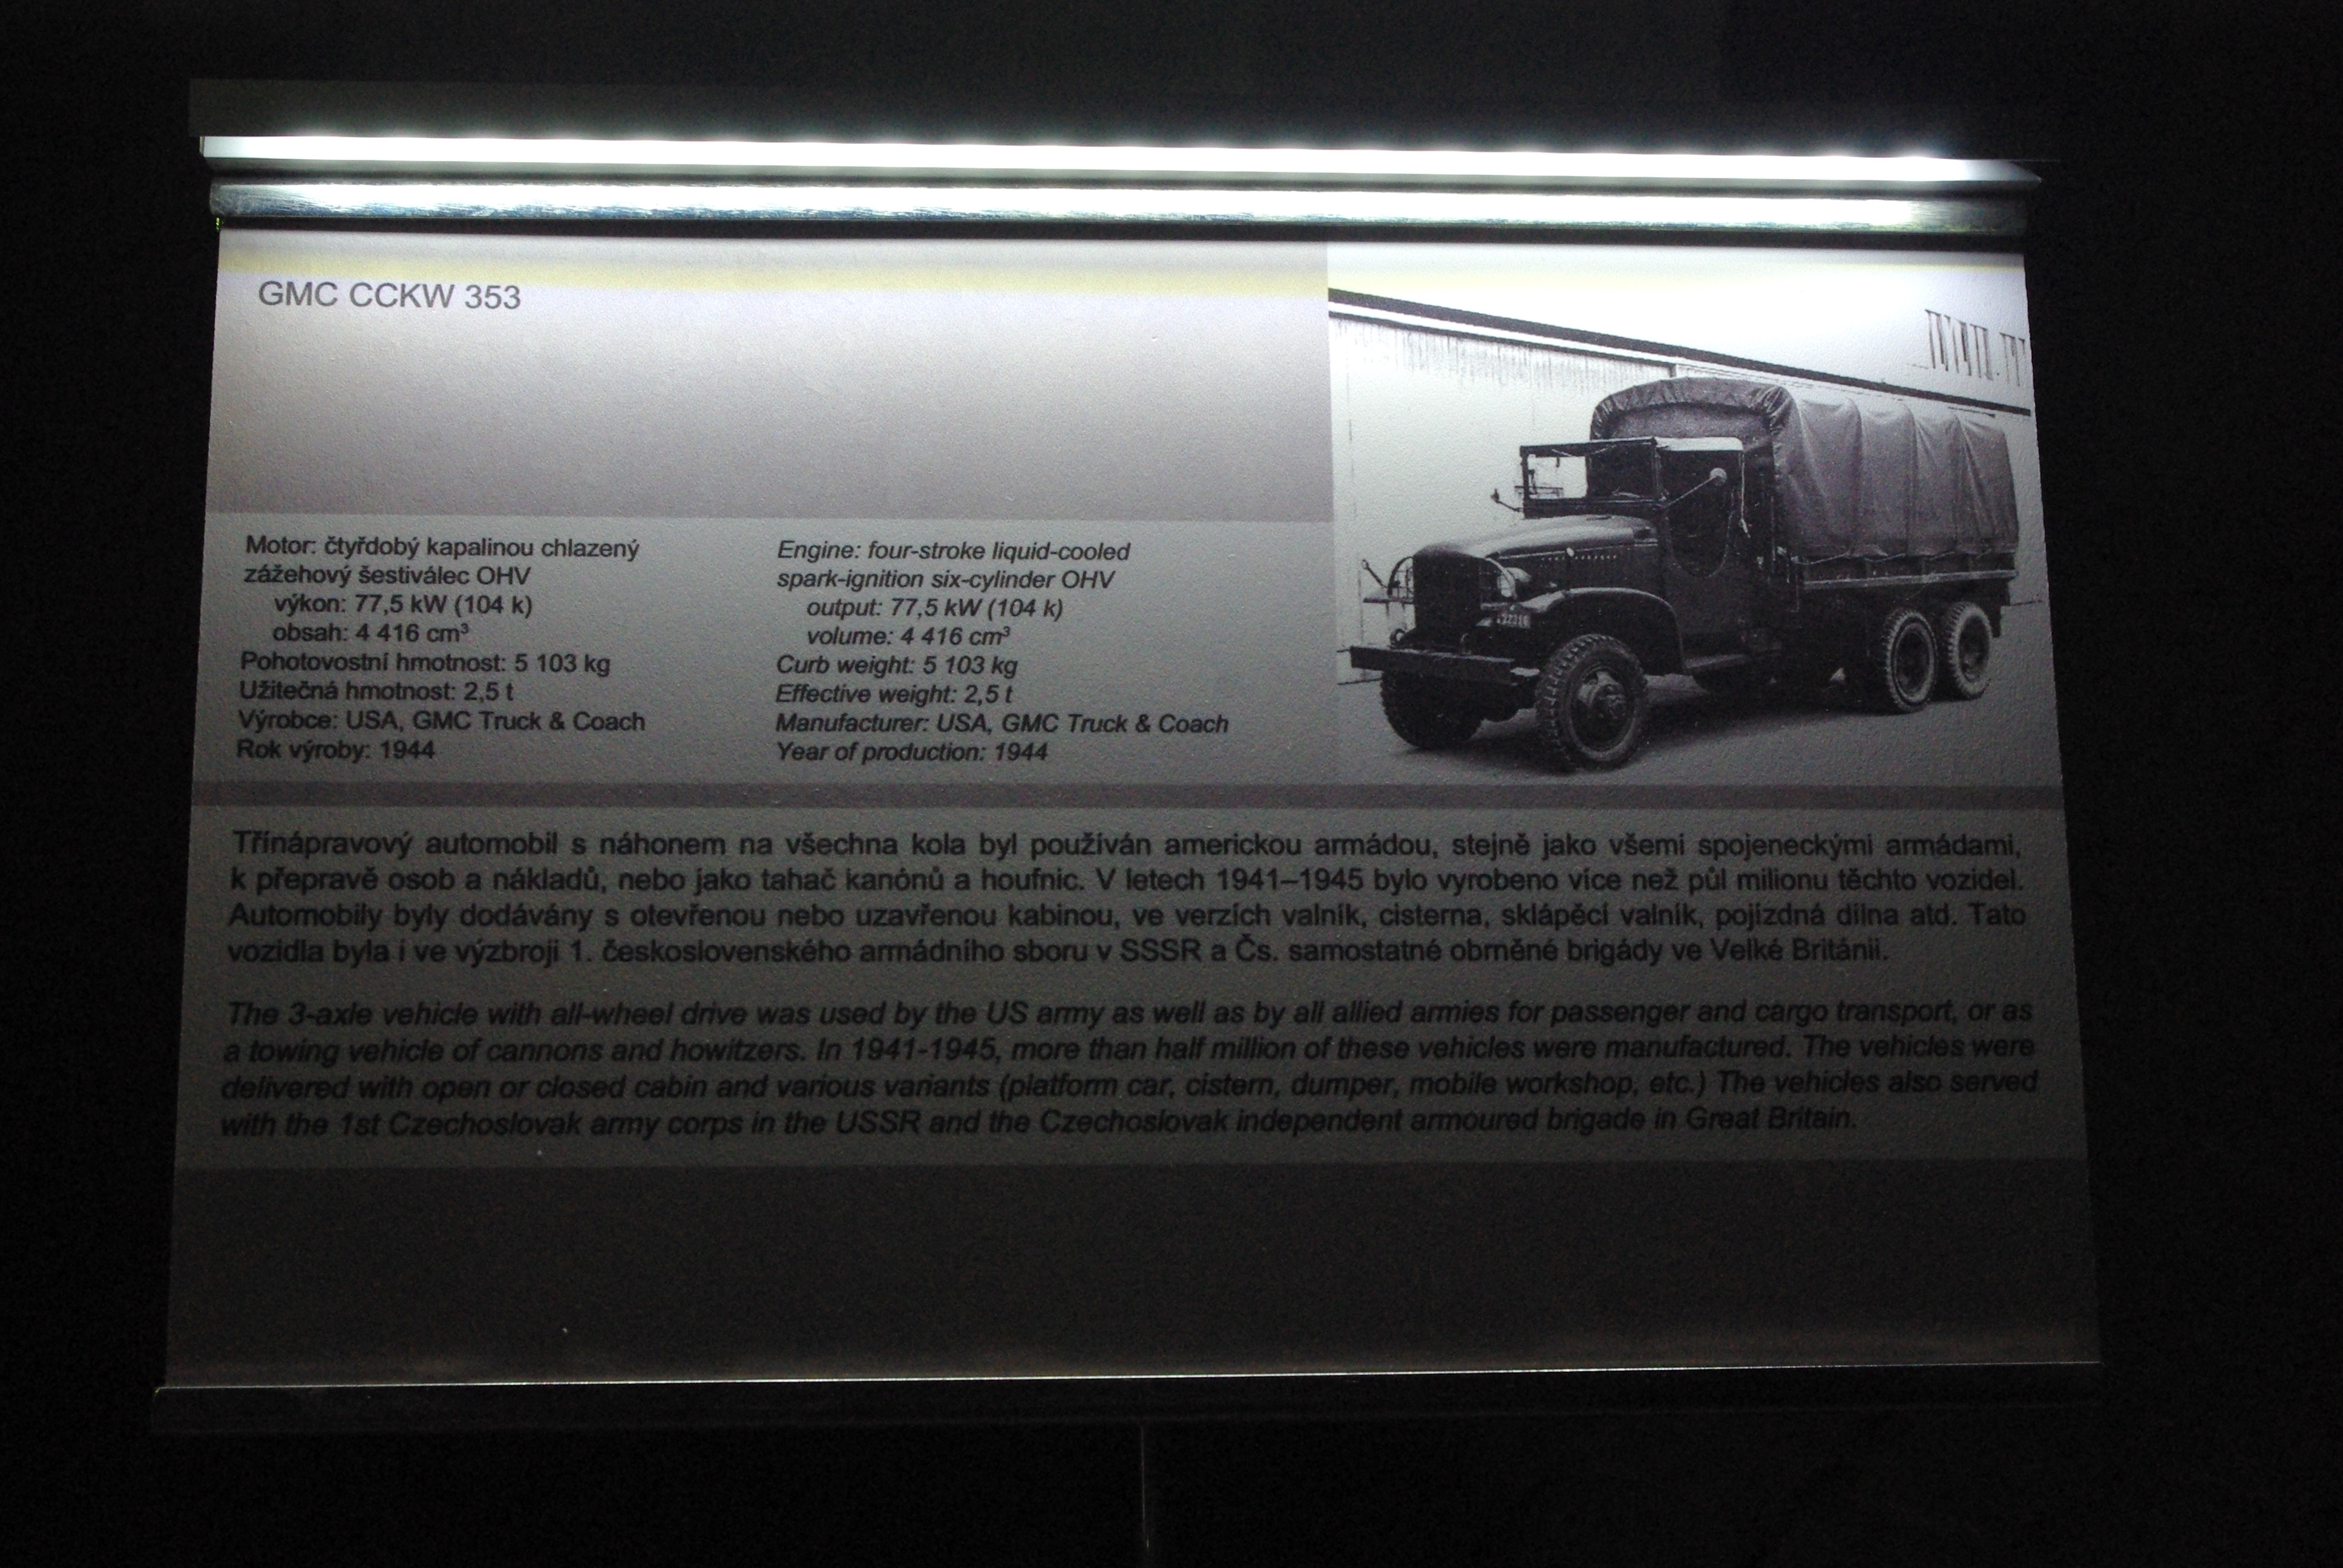 GMC CCKW 353
Motor: čtyřdobý kapalinou chlazený
zážehový šestiválec OHV
výkon: 77,5 kW (104 k)
obsah: 4 416 cm³
Pohotovostní hmotnost: 5 103 kg
Užitečná hmotnost: 2,5 t
Výrobce: USA, GMC Truck & Coach
Rok výroby: 1944
Engine: four-stroke liquid-cooled
spark-ignition six-cylinder OHV
output: 77,5 kW (104 k)
volume: 4 416 cm³
Curb weight: 5 103 kg
Effective weight: 2,5 t
Manufacturer: USA, GMC Truck & Coach
Year of production: 1944
Třínápravový automobil s náhonem na všechna kola byl používán americkou armádou, stejně jako všemi spojeneckými armádami,
k přepravě osob a nákladů, nebo jako tahač kanónů a houfnic. V letech 1941–1945 bylo vyrobeno více než půl milionu těchto vozidel.
Automobily byly dodávány s otevřenou nebo uzavřenou kabinou, ve verzích valník, cisterna, sklápěcí valník, pojízdná dílna atd. Tato
vozidla byla i ve výzbroji 1. československého armádního sboru v SSSR a Čs. samostatné obrněné brigády ve Velké Británii.
The 3-axle vehicle with all-wheel drive was used by the US army as well as by all allied armies for passenger and cargo transport, or as
a towing vehicle of cannons and howitzers. In 1941-1945, more than half million of these vehicles were manufactured. The vehicles were
delivered with open or closed cabin and various variants (platform car, cistern, dumper, mobile workshop, etc.) The vehicles also served
with the 1st Czechoslovak army corps in the USSR and the Czechoslovak independent armoured brigade in Great Britain.